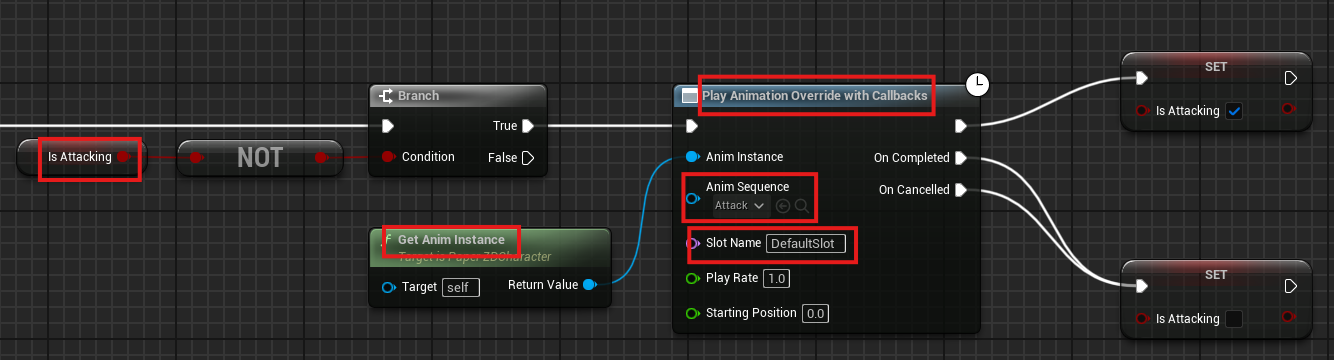 SET
Is Attacking
Branch
True
Condition
False
Is Attacking
NOT
Play Animation Override with Callbacks
Anim Instance
On Completed
Anim Sequence
Attack
On Cancelled
Slot Name DefaultSlot
Play Rate 1.0
Starting Position 0.0
f Get Anim Instance
Target is Paper ZDCharacter
Target self
Return Value
SET
Is Attacking